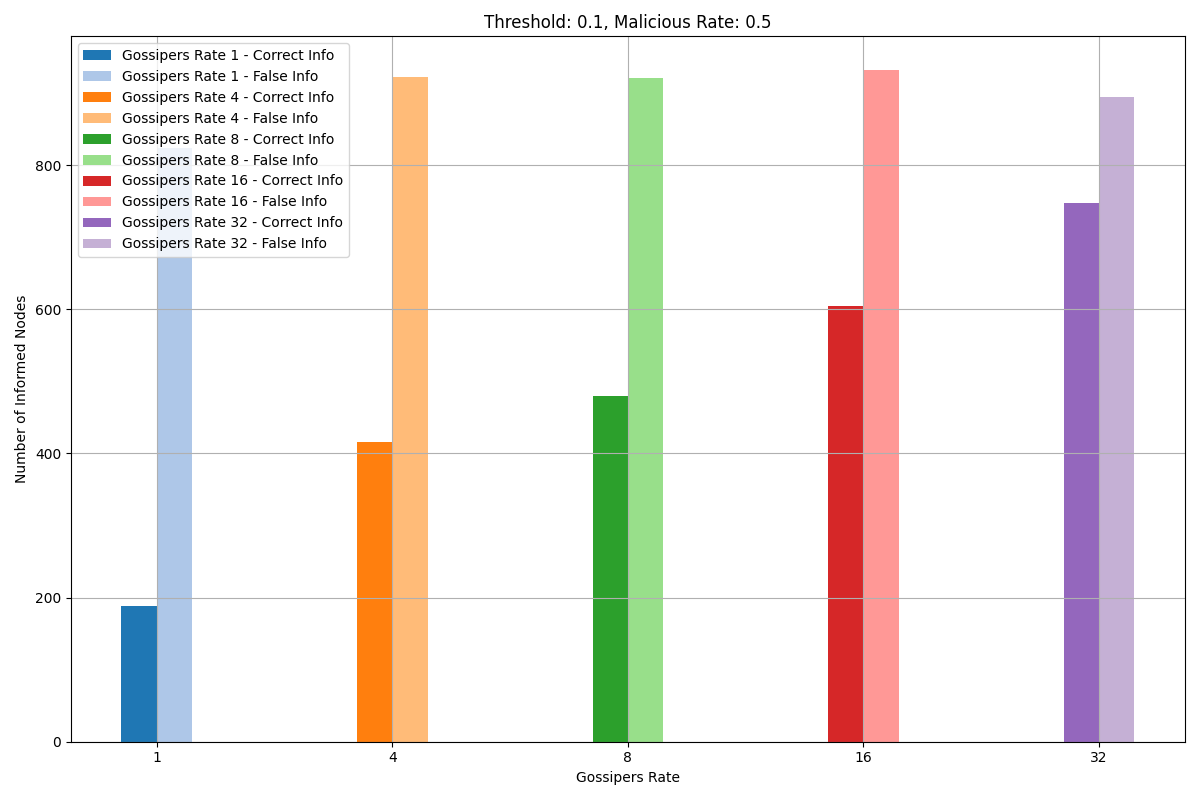 Threshold: 0.1, Malicious Rate: 0.5
Gossipers Rate 1 - Correct Info
Gossipers Rate 1 - False Info
Gossipers Rate 4 - Correct Info
Gossipers Rate 4 - False Info
Gossipers Rate 8 - Correct Info
Gossipers Rate 8 - False Info
Gossipers Rate 16 - Correct Info
Gossipers Rate 16 - False Info
Gossipers Rate 32 - Correct Info
Gossipers Rate 32 - False Info
Number of Informed Nodes
800
600
400
200
0
1 4 8 16 32
Gossipers Rate